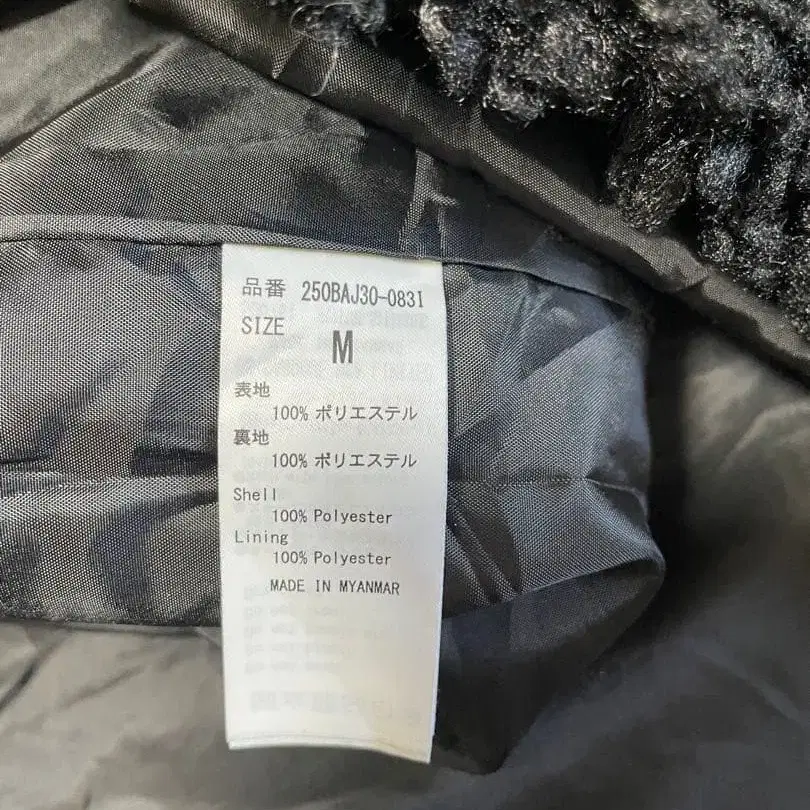 品番 250BAJ30-0831
SIZE M
表地
100% ポリエステル
裏地
100% ポリエステル
Shell
100% Polyester
Lining
100% Polyester
MADE IN MYANMAR